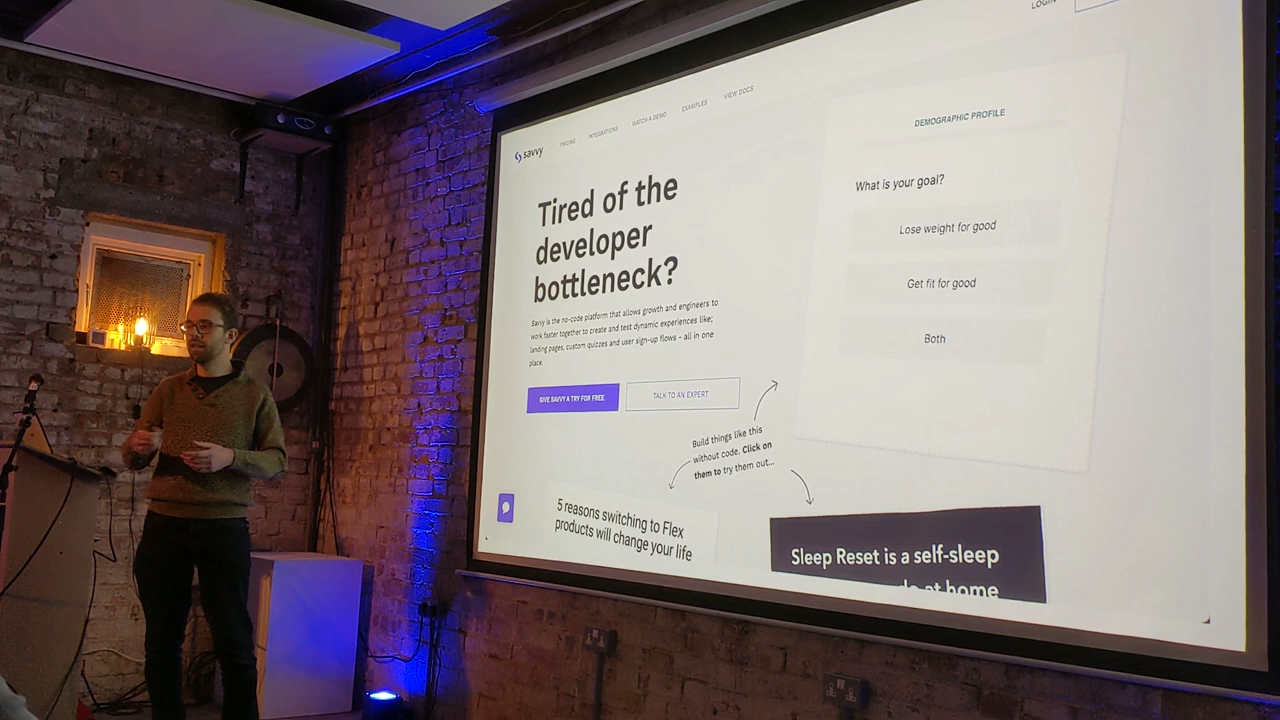 LOGIN
savvy
PRICING
INTEGRATIONS
WATCH A DEMO
EXAMPLES
VIEW DOCS
Tired of the
developer
bottleneck?
Savvy is the no-code platform that allows growth and engineers to
work faster together to create and test dynamic experiences like;
landing pages, custom quizzes and user sign-up flows - all in one
place.
GIVE SAVVY A TRY FOR FREE
TALK TO AN EXPERT
DEMOGRAPHIC PROFILE
What is your goal?
Lose weight for good
Get fit for good
Both
Build things like this
without code. Click on
them to try them out...
5 reasons switching to Flex
products will change your life
Sleep Reset is a self-sleep
at home